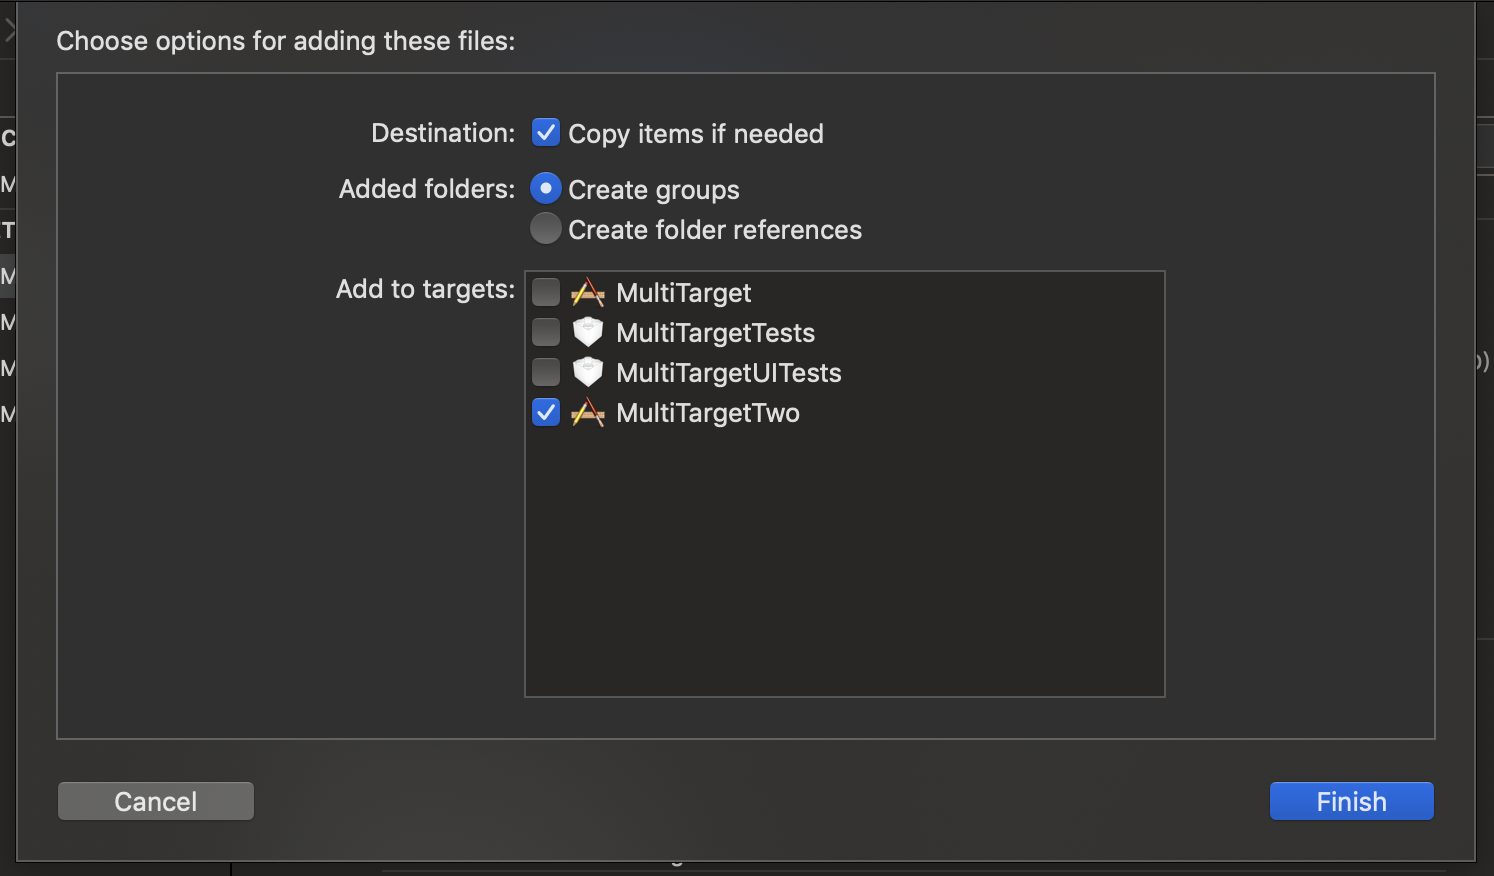 Choose options for adding these files:
Destination: Copy items if needed
Added folders: Create groups
Create folder references
Add to targets: MultiTarget
MultiTargetTests
MultiTargetUITests
MultiTargetTwo
Cancel Finish